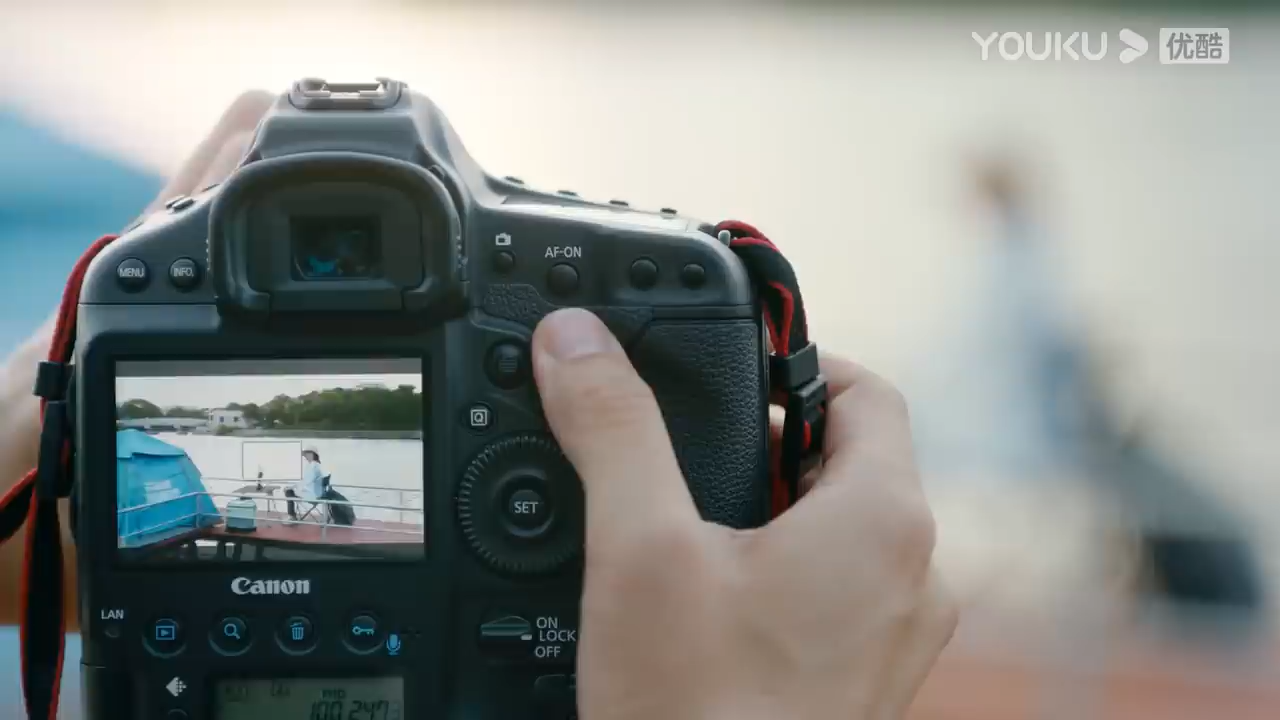 YOUKU 优酷
AF-ON
MENU
INFO.
Q
SET
Canon
LAN
ON
LOCK
OFF